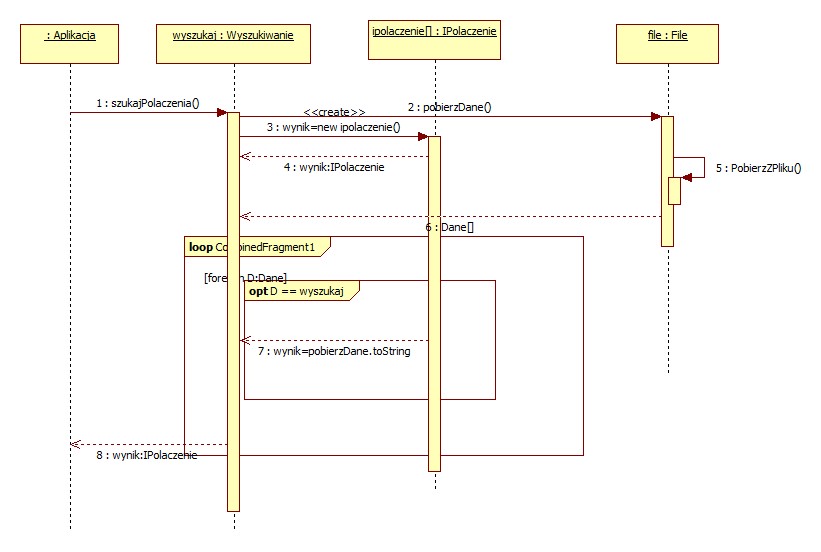 : Aplikacja
wyszukaj : Wyszukiwanie
ipolaczenie[] : IPolaczenie
file : File
1 : szukajPolaczenia()
<<create>>
2 : pobierzDane()
3 : wynik=new ipolaczenie()
4 : wynik:IPolaczenie
5 : PobierzZPliku()
6 : Dane[]
loop CombinedFragment1
[foreach D:Dane]
opt D == wyszukaj
7 : wynik=pobierzDane.toString
8 : wynik:IPolaczenie